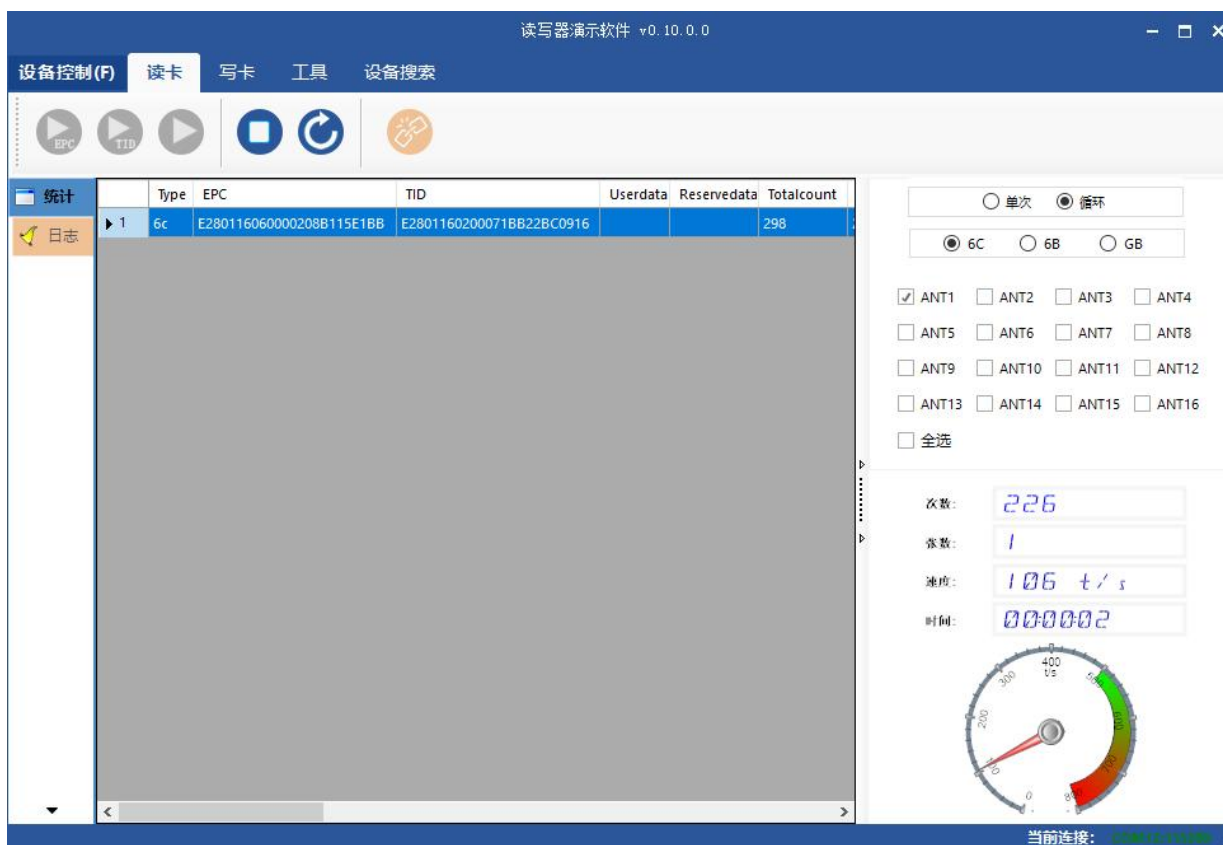 读写器演示软件 v0.10.0.0
设备控制(F) 读卡 写卡 工具 设备搜索
EPC TID
统计
日志
Type EPC TID Userdata Reservedata Totalcount
1 6c E280116060000208B115E1BB E2801160200071BB22BC0916 298
单次 循环
6C 6B GB
ANT1 ANT2 ANT3 ANT4
ANT5 ANT6 ANT7 ANT8
ANT9 ANT10 ANT11 ANT12
ANT13 ANT14 ANT15 ANT16
全选
次数: 226
张数: 1
速度: 106 t/s
时间: 00:00:02
0 100 200 300 400 500 600 700 800
t/s
当前连接: